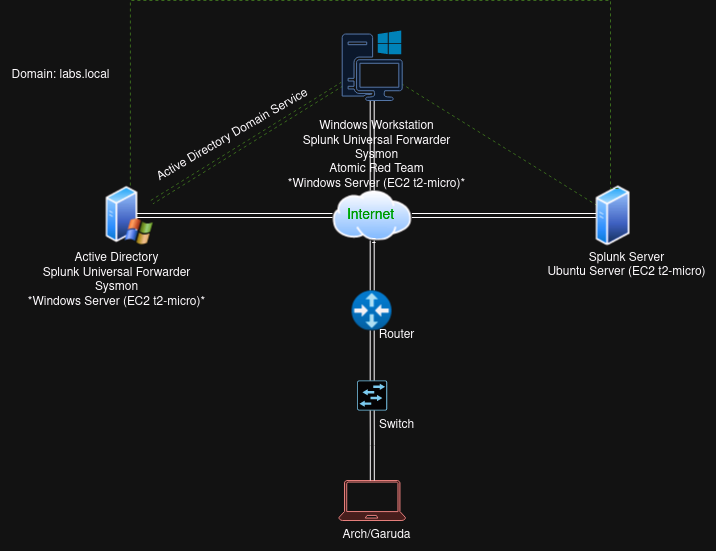 Domain: labs.local
Active Directory Domain Service
Windows Workstation
Splunk Universal Forwarder
Sysmon
Atomic Red Team
*Windows Server (EC2 t2-micro)*
Internet
Active Directory
Splunk Universal Forwarder
Sysmon
*Windows Server (EC2 t2-micro)*
Splunk Server
Ubuntu Server (EC2 t2-micro)
Router
Switch
Arch/Garuda